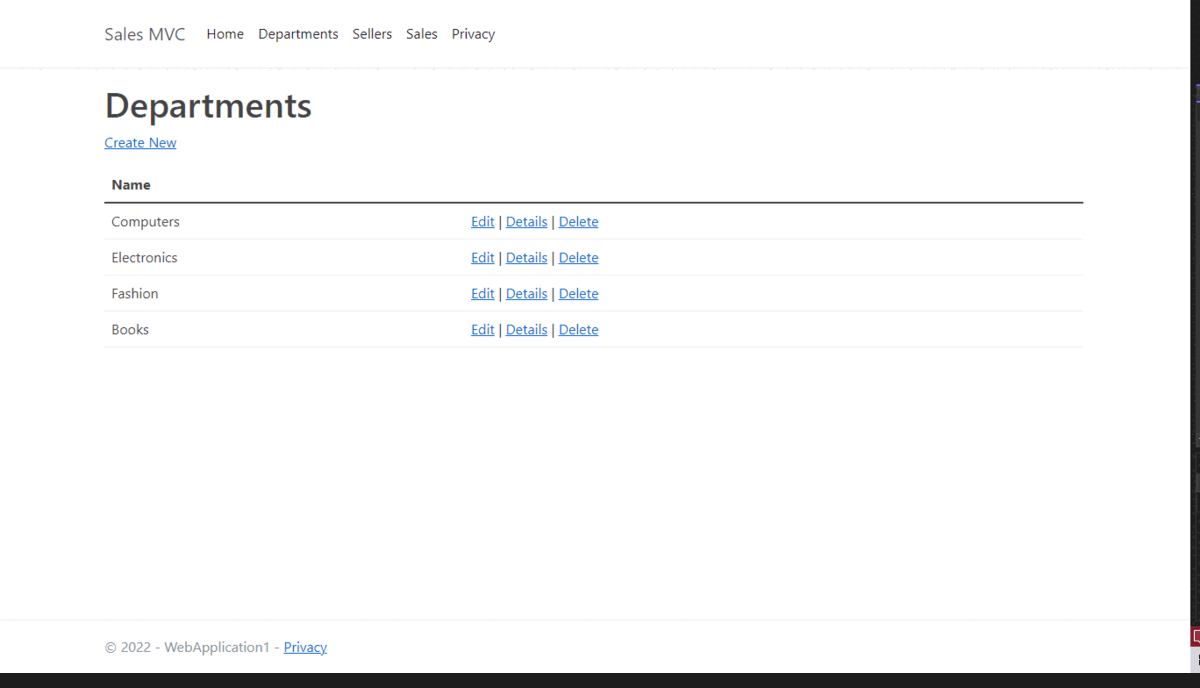 Sales MVC Home Departments Sellers Sales Privacy
Departments
Create New
Name
Computers Edit | Details | Delete
Electronics Edit | Details | Delete
Fashion Edit | Details | Delete
Books Edit | Details | Delete
© 2022 - WebApplication1 - Privacy